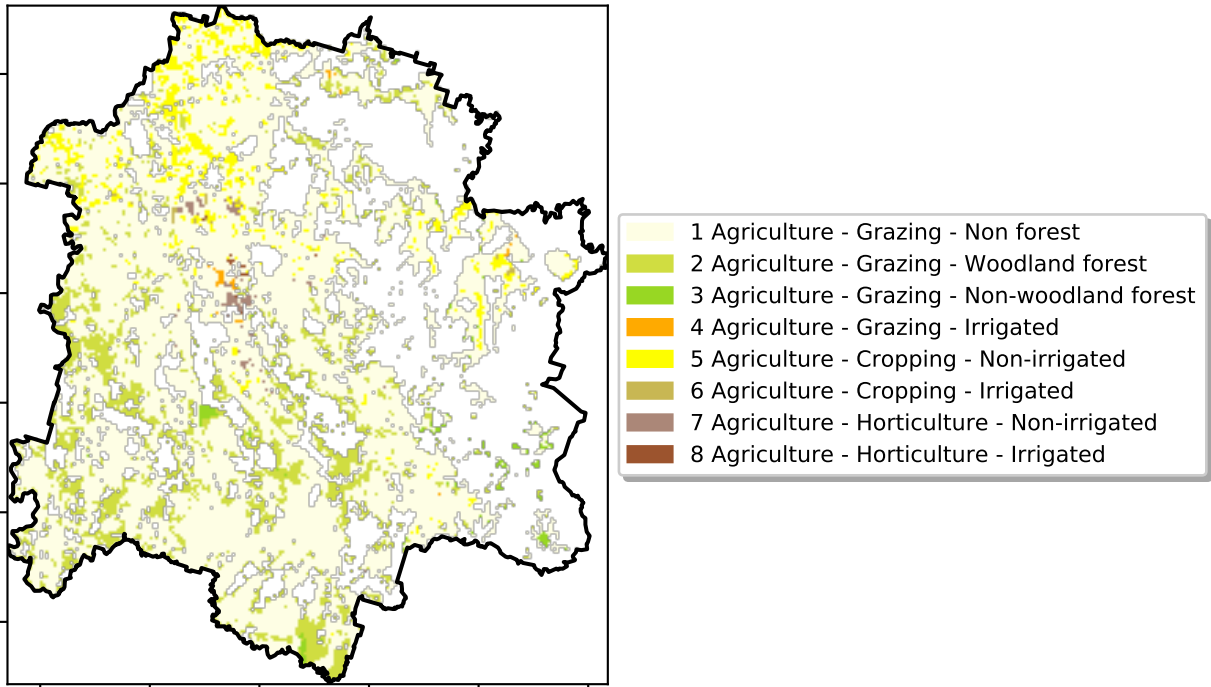 1 Agriculture - Grazing - Non forest
2 Agriculture - Grazing - Woodland forest
3 Agriculture - Grazing - Non-woodland forest
4 Agriculture - Grazing - Irrigated
5 Agriculture - Cropping - Non-irrigated
6 Agriculture - Cropping - Irrigated
7 Agriculture - Horticulture - Non-irrigated
8 Agriculture - Horticulture - Irrigated